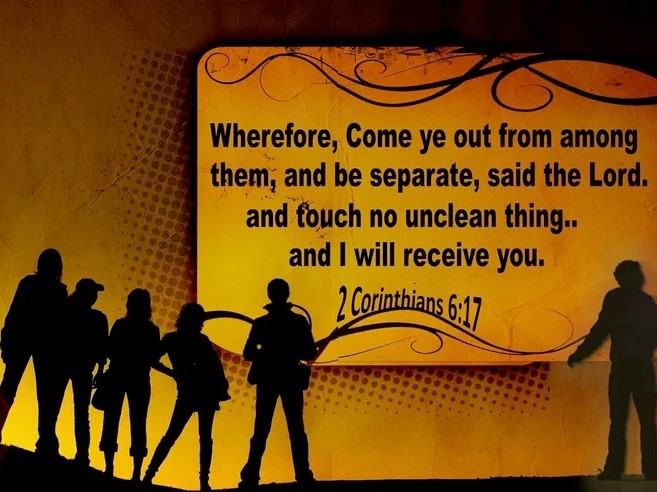 Wherefore, Come ye out from among
them, and be separate, said the Lord.
and touch no unclean thing..
and I will receive you.
2 Corinthians 6:17